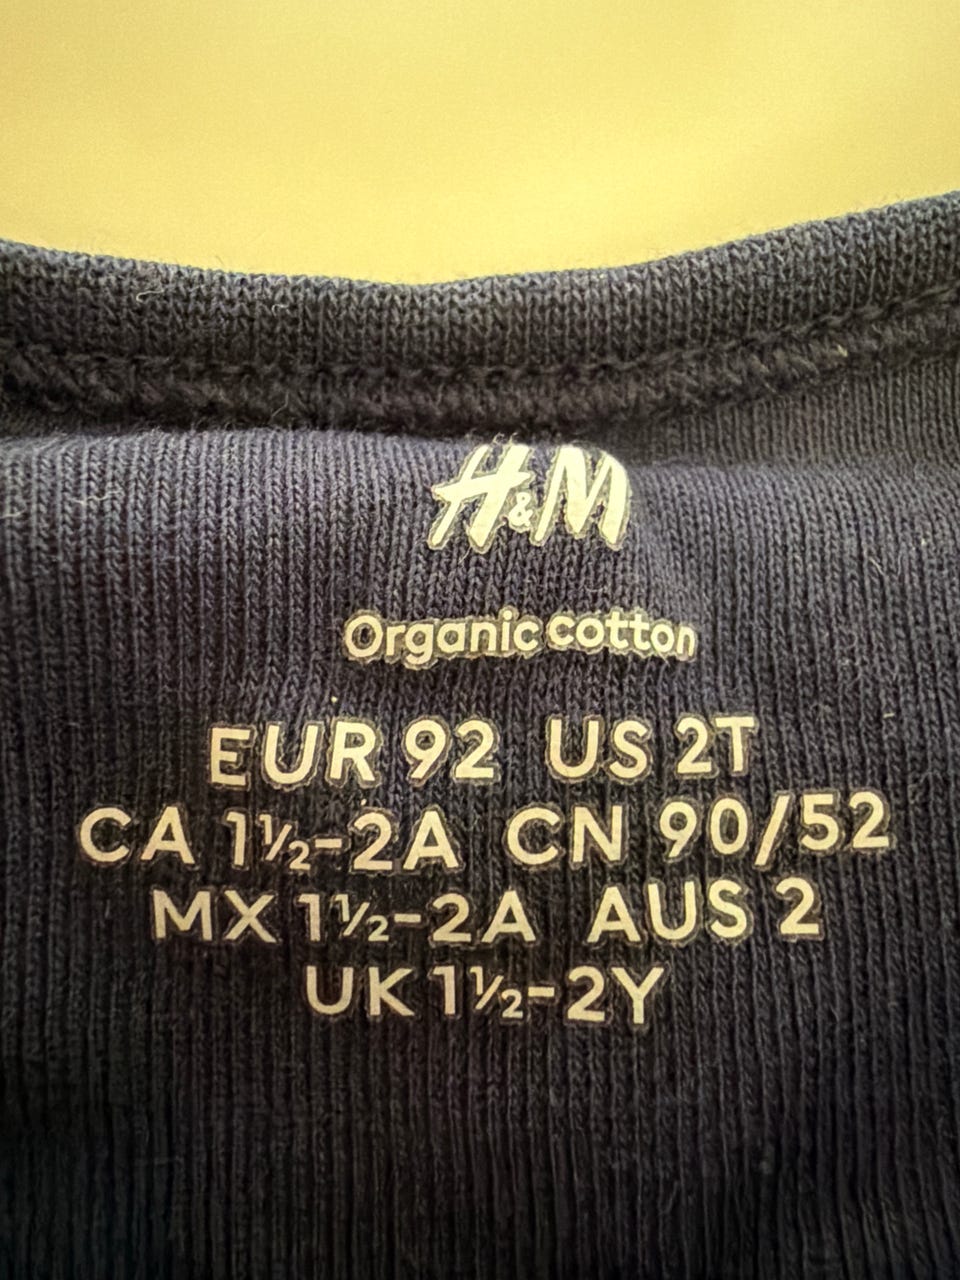 H&M
Organic cotton
EUR 92 US 2T
CA 1½-2A CN 90/52
MX 1½-2A AUS 2
UK 1½-2Y